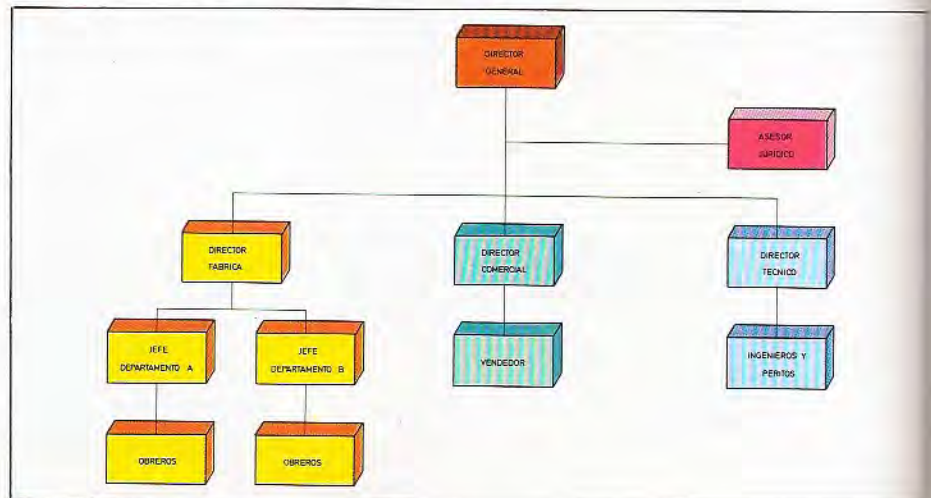 DIRECTOR
GENERAL
ASESOR
JURIDICO
DIRECTOR
FABRICA
DIRECTOR
COMERCIAL
DIRECTOR
TECNICO
JEFE
DEPARTAMENTO A
JEFE
DEPARTAMENTO B
VENDEDOR
INGENIEROS Y
PERITOS
OBREROS
OBREROS